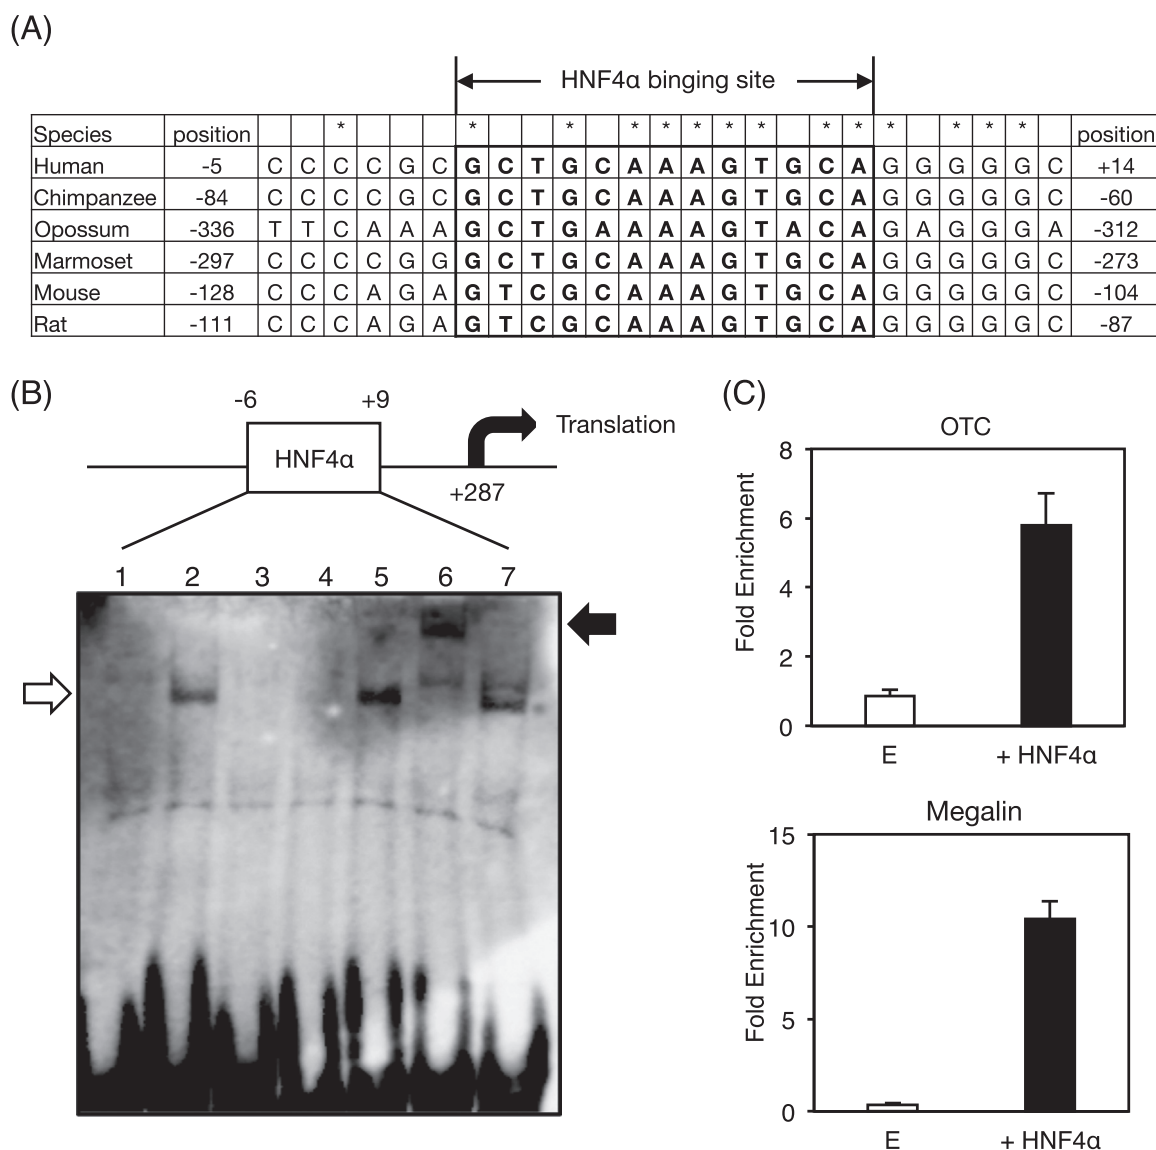 (A)
HNF4α binging site
Species position * * * * * * * * * * * * * * position
Human -5 C C C C G C G C T G C A A A G T G C A G G G G G C +14
Chimpanzee -84 C C C C G C G C T G C A A A G T G C A G G G G G C -60
Opossum -336 T T C A A A G C T G A A A A G T A C A G A G G G A -312
Marmoset -297 C C C C G G G C T G C A A A G T G C A G G G G G C -273
Mouse -128 C C C A G A G T C G C A A A G T G C A G G G G G C -104
Rat -111 C C C A G A G T C G C A A A G T G C A G G G G G C -87
(B)
-6 +9
HNF4α
Translation
+287
1 2 3 4 5 6 7
(C)
OTC
Fold Enrichment
8
6
4
2
0
E + HNF4α
Megalin
Fold Enrichment
15
10
5
0
E + HNF4α